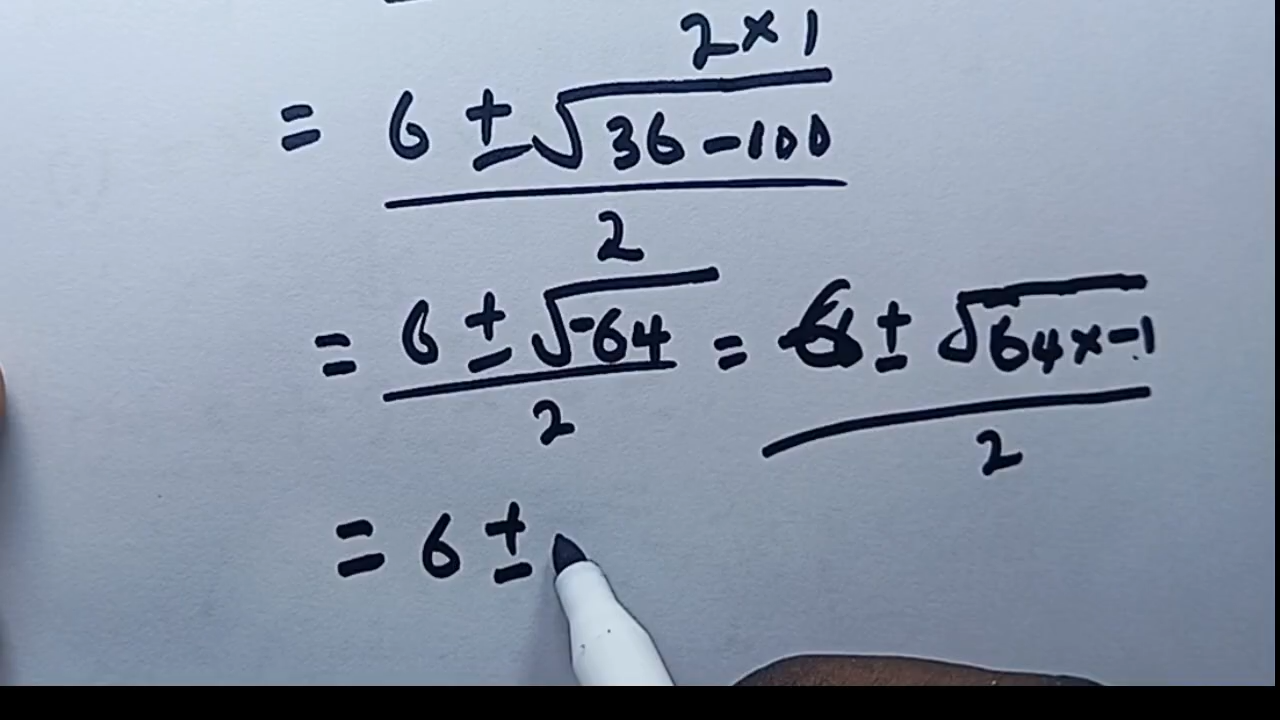 2 × 1
= 6 ± √36 - 100
2
= 6 ± √-64 = 6 ± √64 × -1
2 2
= 6 ±